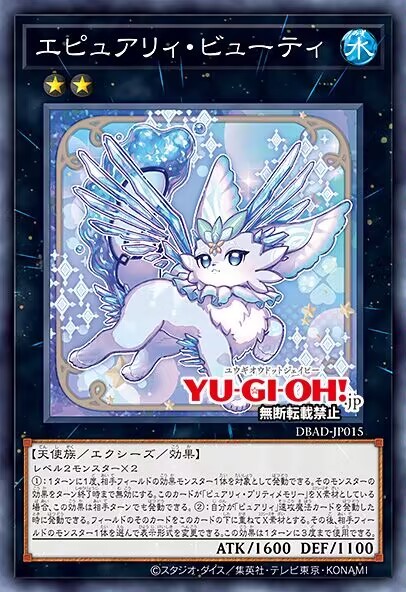 エピュアリィ・ビューティ
水
ユウギオウドットジェイピー
YU-GI-OH!.jp
無断転載禁止
DBAD-JP015
【天使族/エクシーズ/効果】
レベル2モンスター×2
①:1ターンに1度、相手フィールドの効果モンスター1体を対象として発動できる。そのモンスターの
効果をターン終了時まで無効にする。このカードが「ピュアリィ・プリティメモリー」をX素材としている
場合、この効果は相手ターンでも発動できる。②:自分が「ピュアリィ」速攻魔法カードを発動した
時に発動できる。フィールドのそのカードをこのカードの下に重ねてX素材とする。その後、相手フィー
ルドのモンスター1体を選んで表示形式を変更できる。この効果は1ターンに3度まで使用できる。
ATK/1600 DEF/1100
©スタジオ・ダイス/集英社・テレビ東京・KONAMI